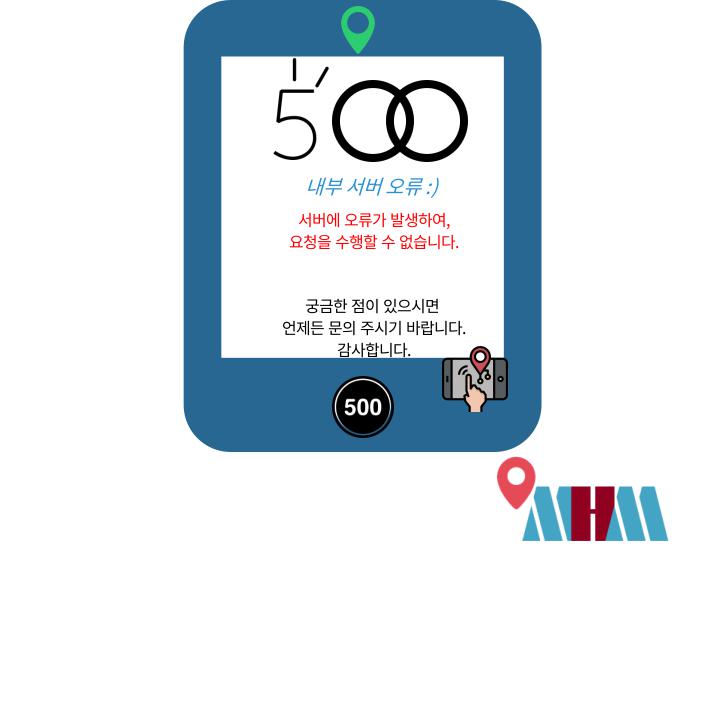 500
내부 서버 오류 :)
서버에 오류가 발생하여,
요청을 수행할 수 없습니다.
궁금한 점이 있으시면
언제든 문의 주시기 바랍니다.
감사합니다.
500
MHM